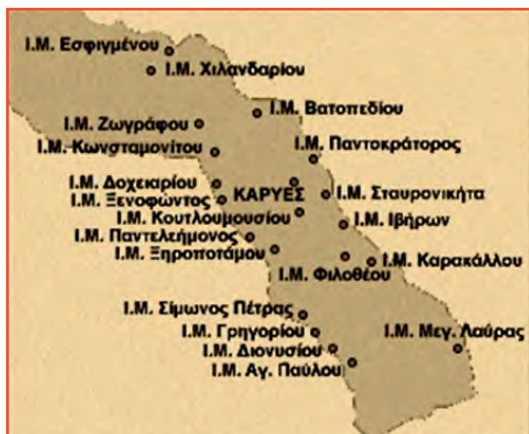 Ι.Μ. Εσφιγμένου
Ι.Μ. Χιλανδαρίου
Ι.Μ. Βατοπεδίου
Ι.Μ. Ζωγράφου
Ι.Μ. Κωνσταμονίτου
Ι.Μ. Παντοκράτορος
Ι.Μ. Δοχειαρίου
ΚΑΡΥΕΣ
Ι.Μ. Σταυρονικήτα
Ι.Μ. Ξενοφώντος
Ι.Μ. Κουτλουμουσίου
Ι.Μ. Ιβήρων
Ι.Μ. Παντελεήμονος
Ι.Μ. Ξηροποτάμου
Ι.Μ. Καρακάλλου
Ι.Μ. Φιλοθέου
Ι.Μ. Σίμωνος Πέτρας
Ι.Μ. Γρηγορίου
Ι.Μ. Μεγ. Λαύρας
Ι.Μ. Διονυσίου
Ι.Μ. Αγ. Παύλου